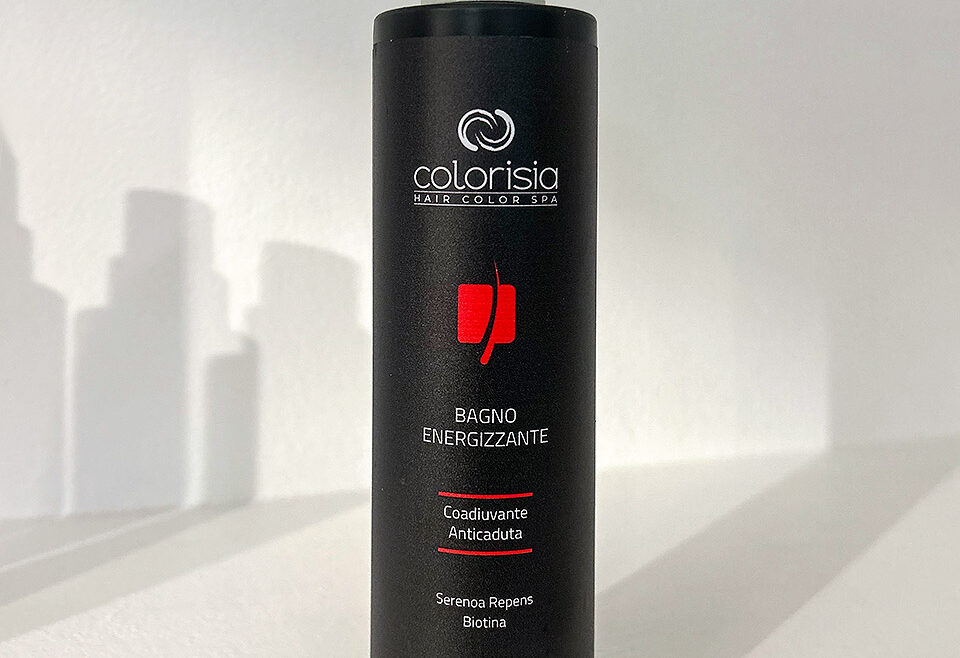 colorisia
HAIR COLOR SPA
BAGNO
ENERGIZZANTE
Coadiuvante
Anticaduta
Serenoa Repens
Biotina